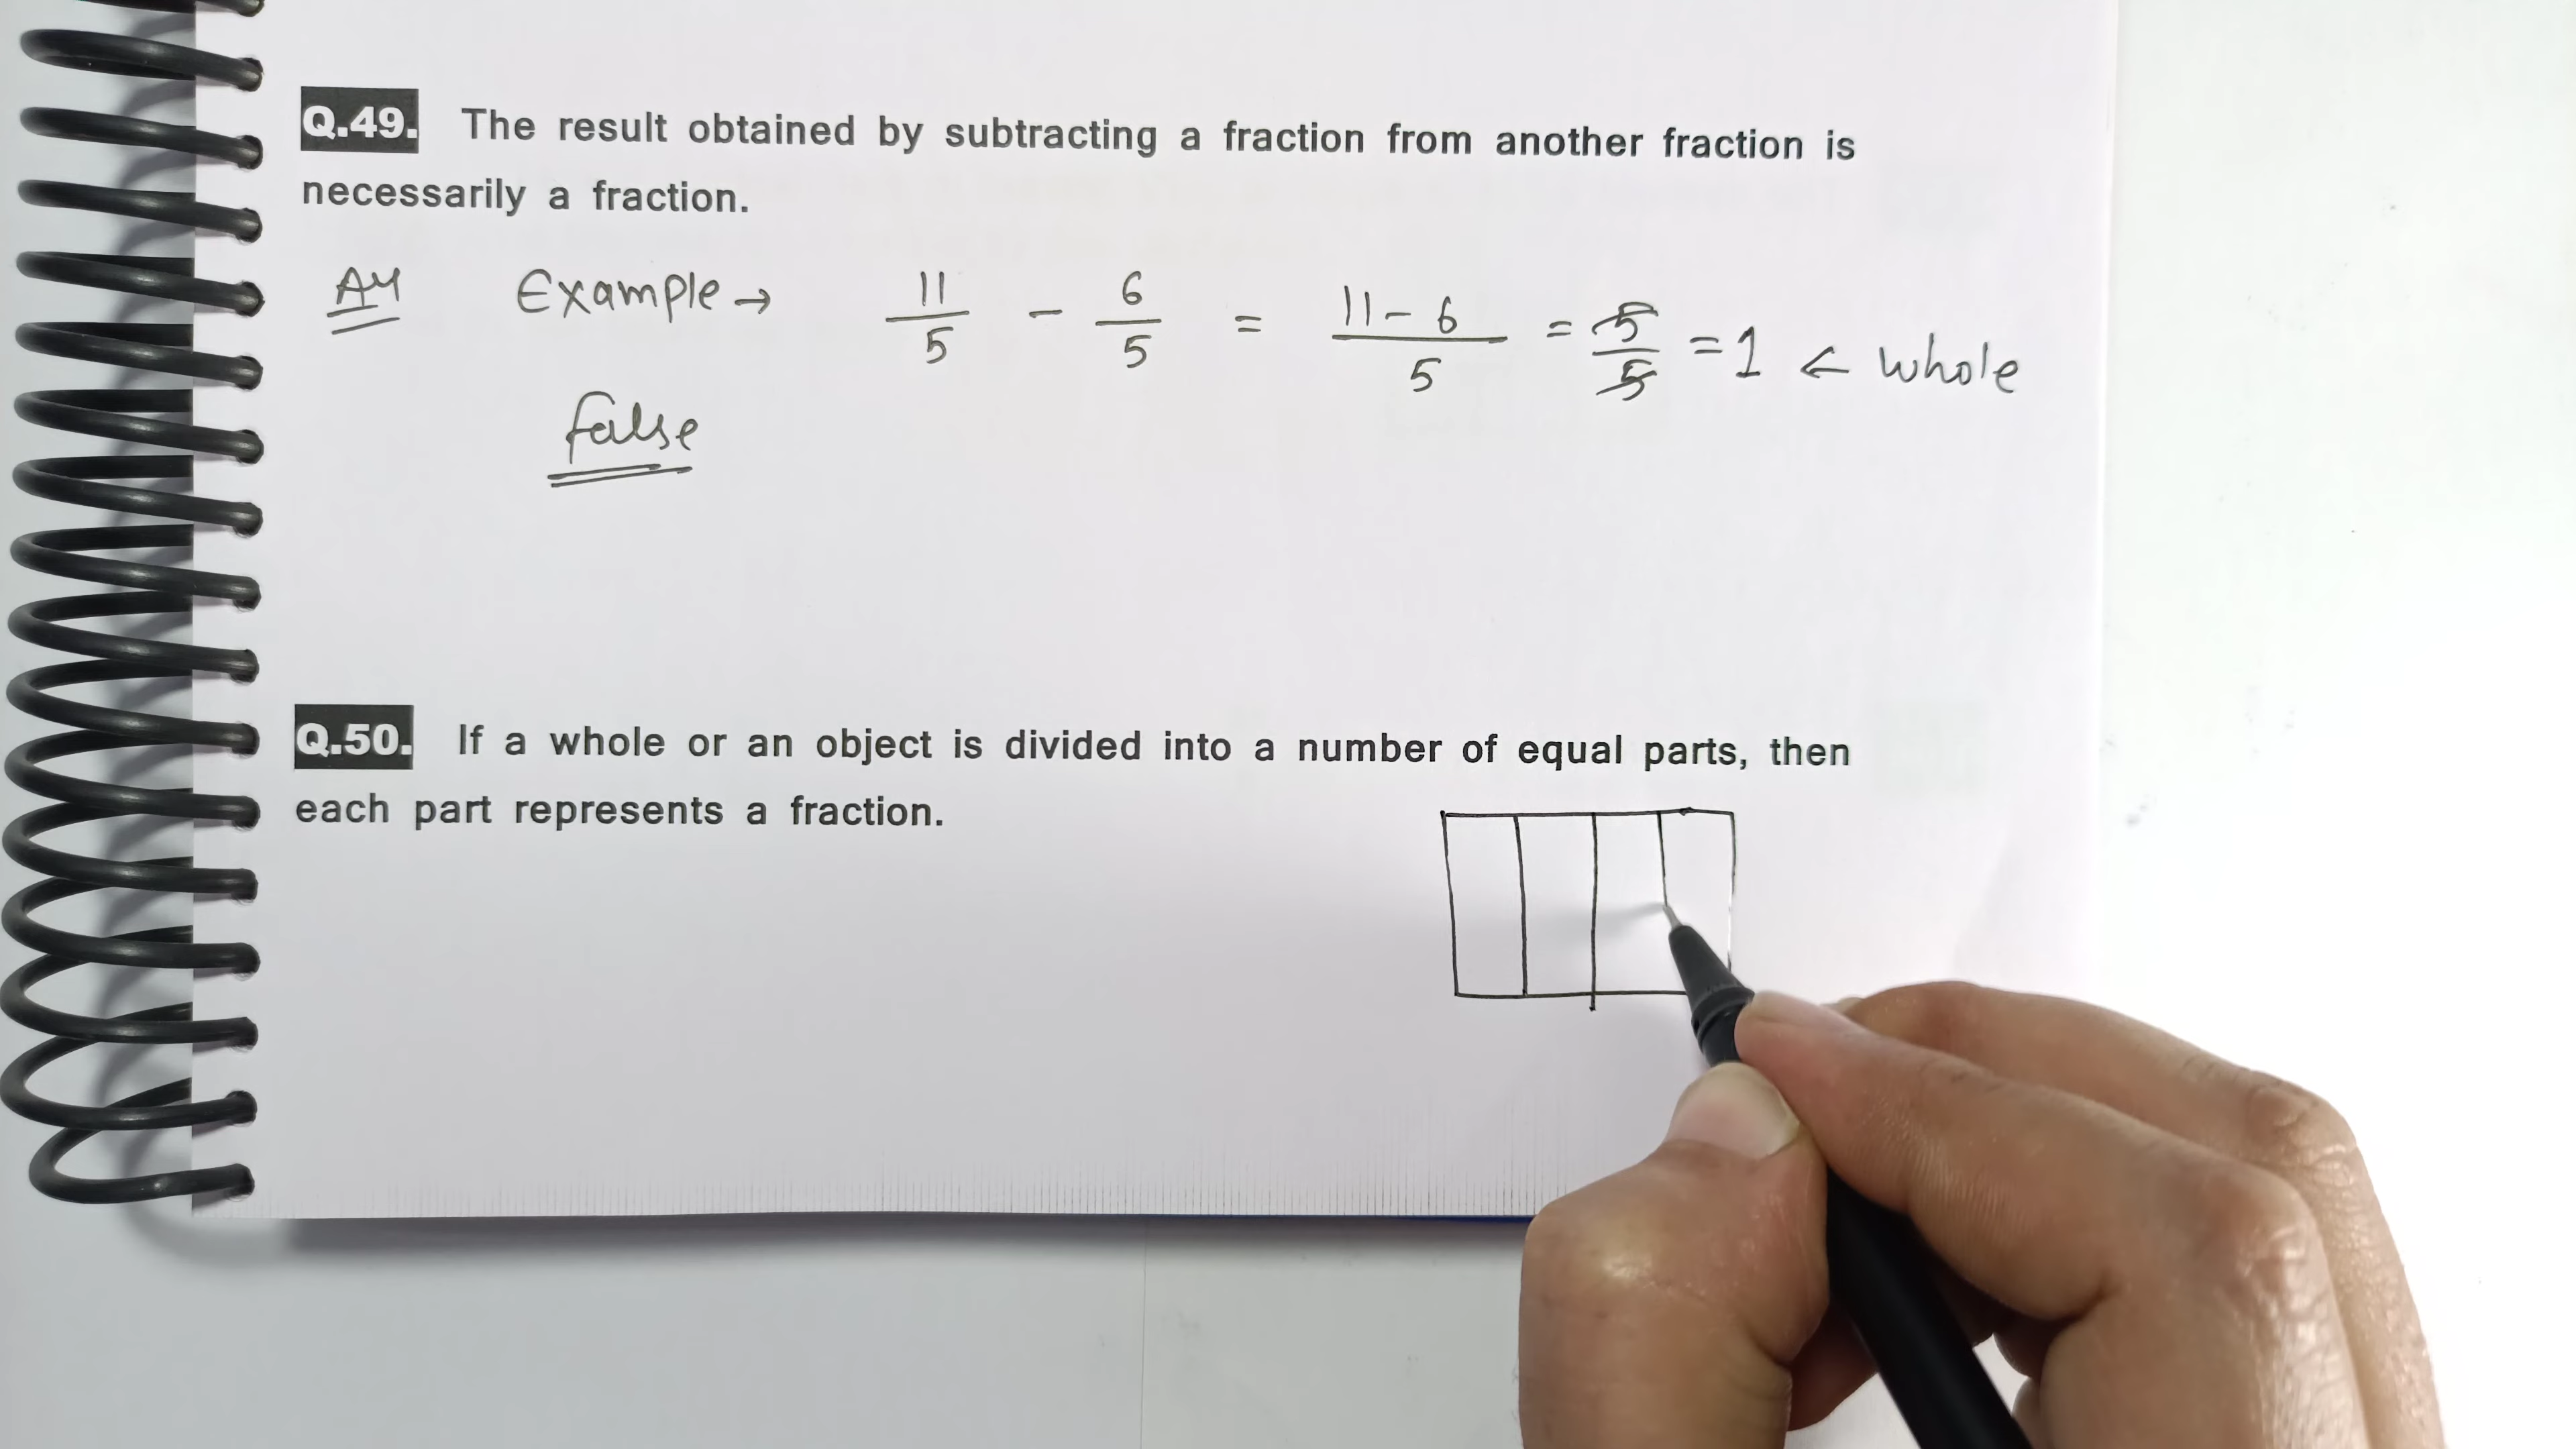 Q.49. The result obtained by subtracting a fraction from another fraction is
necessarily a fraction.
Example → 11/5 - 6/5 = 11-6/5 = 5/5 = 1 ← whole
false
Q.50. If a whole or an object is divided into a number of equal parts, then
each part represents a fraction.